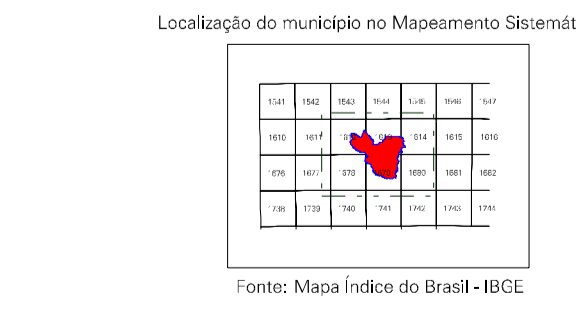 Localização do município no Mapeamento Sistemát
1541 1542 1543 1544 1545 1546 1547
1610 1611 1614 1615 1616
1676 1677 1678 1679 1680 1681 1682
1738 1739 1740 1741 1742 1743 1744
Fonte: Mapa Índice do Brasil - IBGE